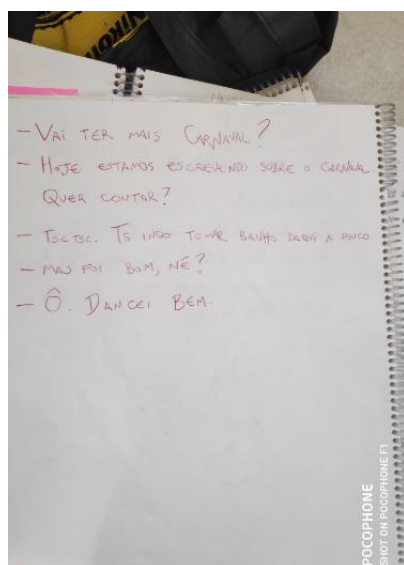 — VAI TER MAIS CARNAVAL?
— HOJE ESTAMOS ESCREVENDO SOBRE O CARNAVAL.
QUER CONTAR?
— TSC TSC. TÔ INDO TOMAR BANHO DAQUI A POUCO.
— MAS FOI BOM, NÉ?
— Ô. DANCEI BEM.
POCOPHONE
SHOT ON POCOPHONE F1